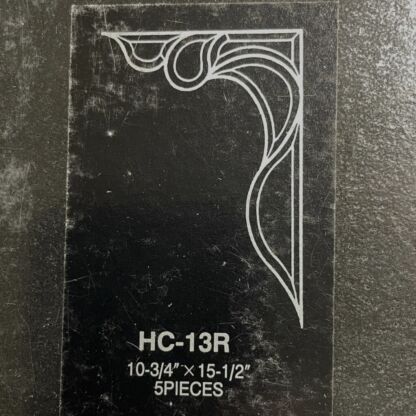 HC-13R
10-3/4" × 15-1/2"
5PIECES